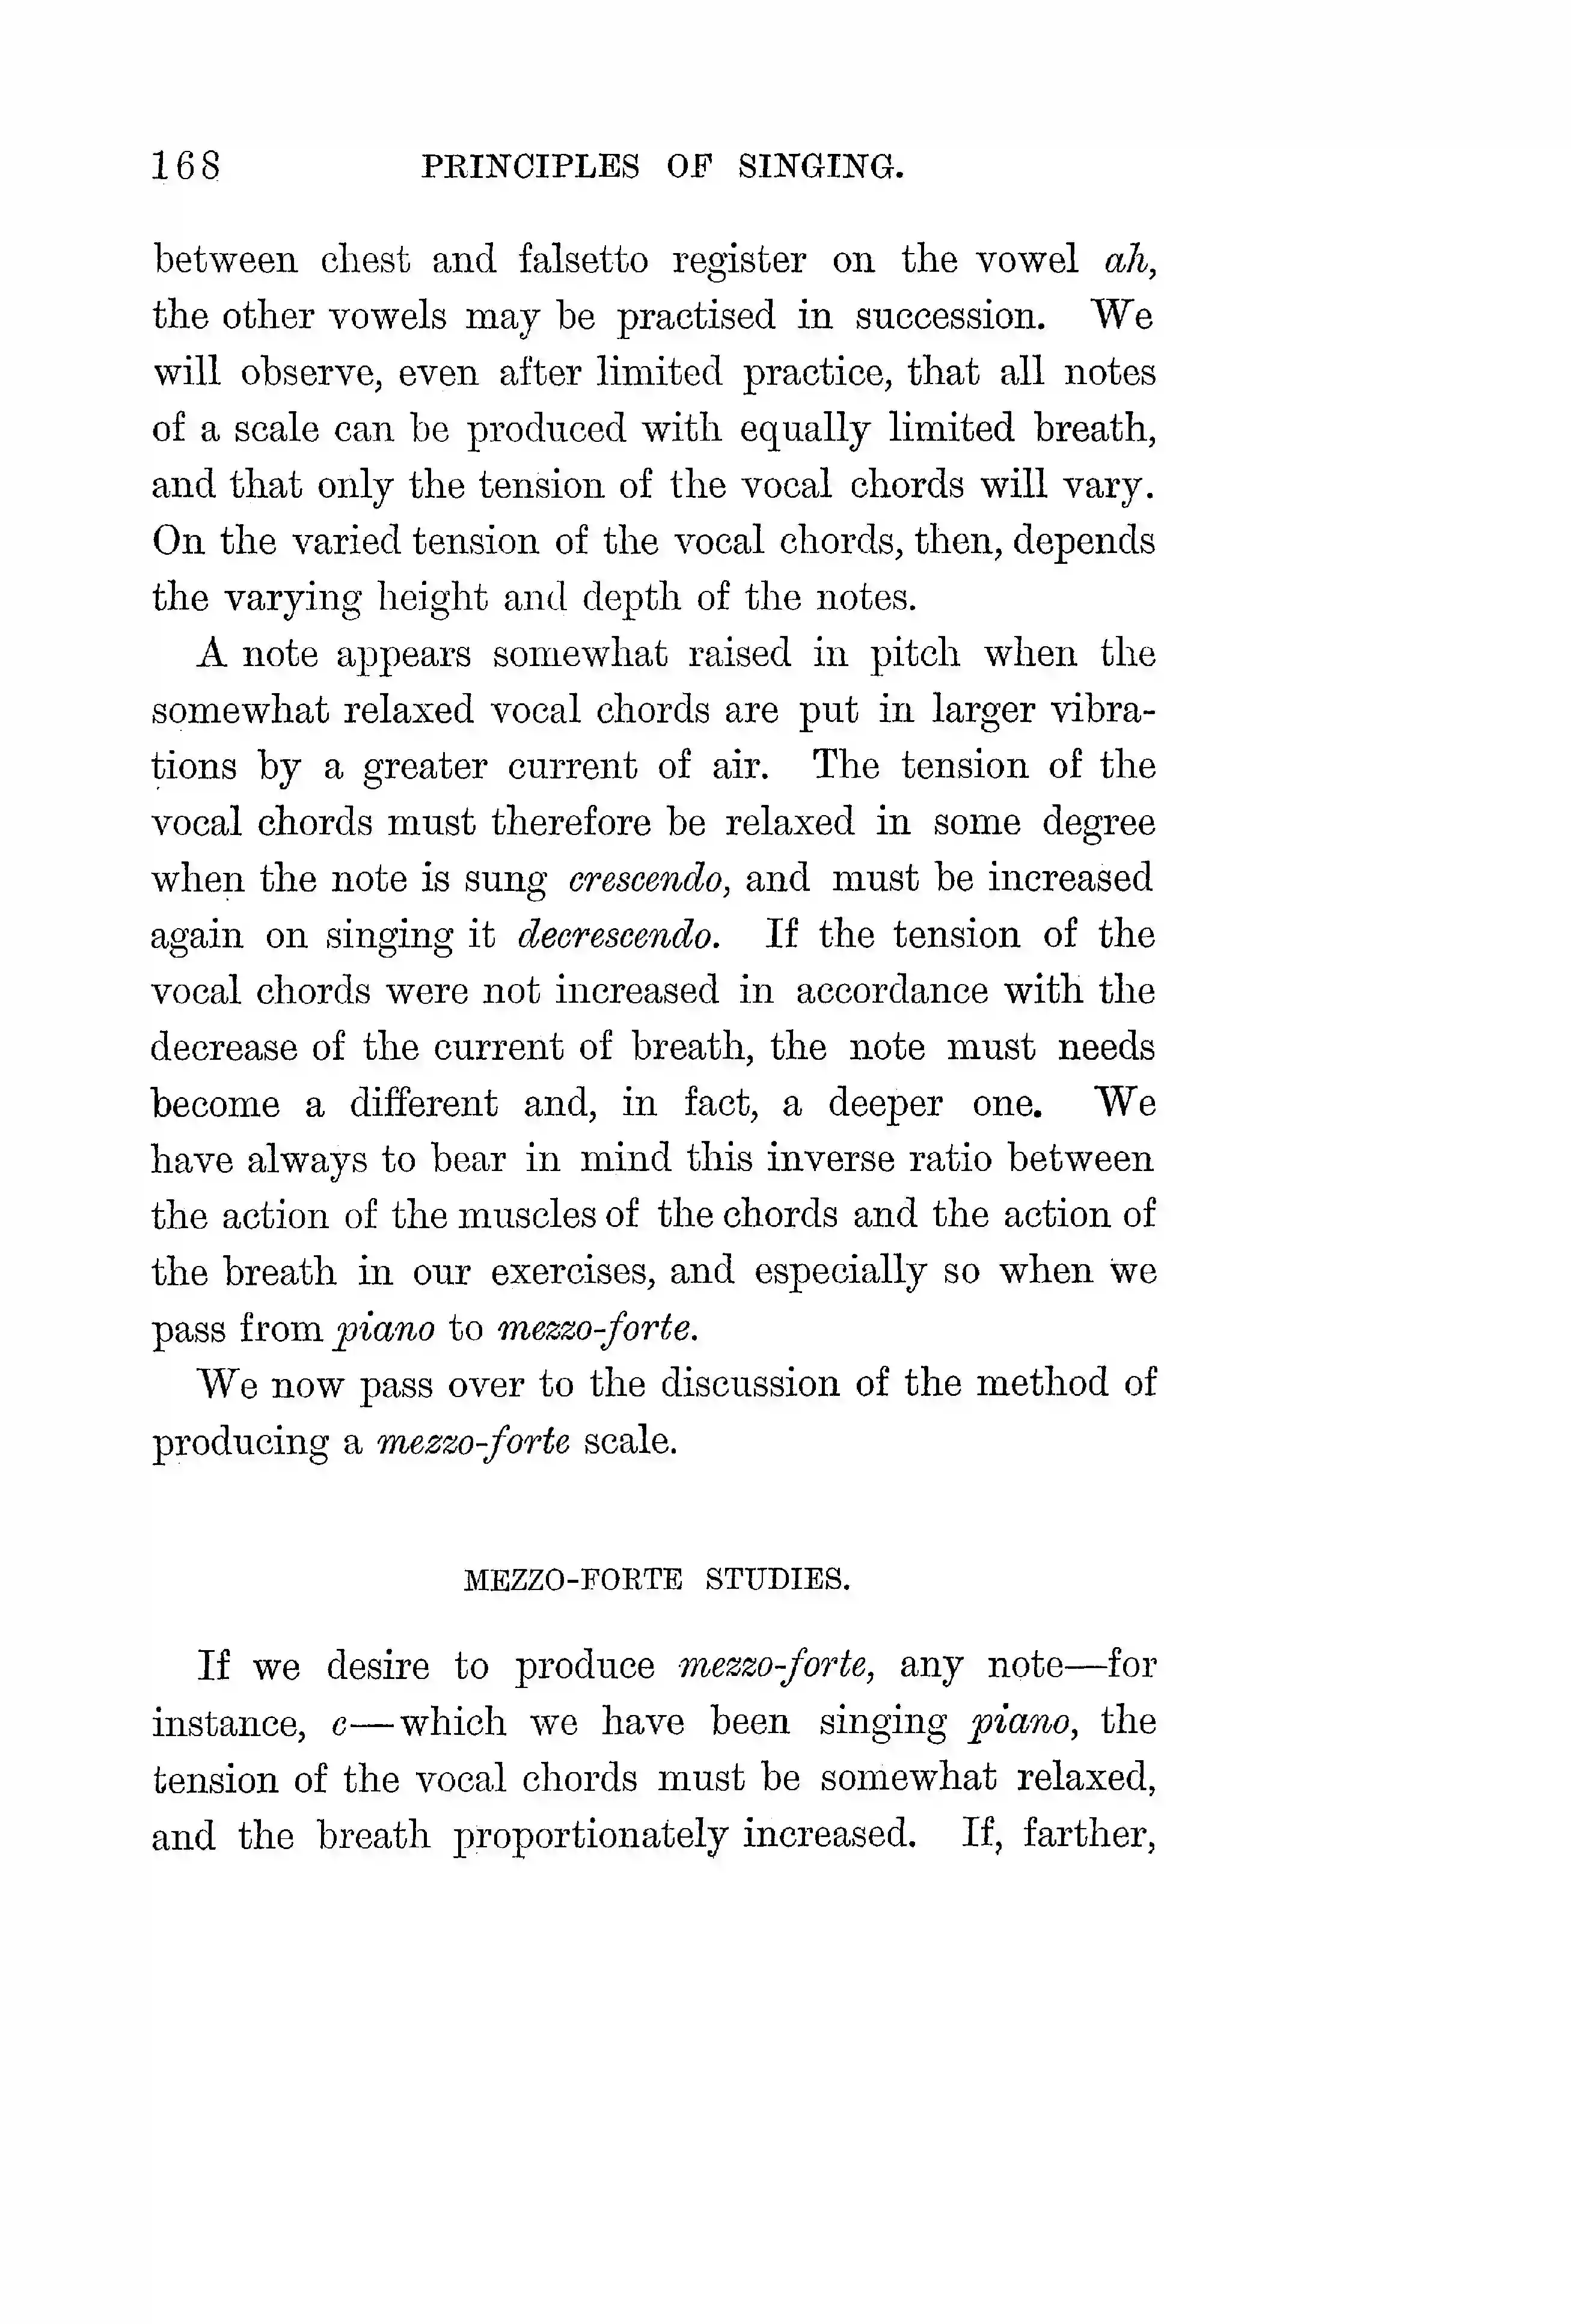 168 PRINCIPLES OF SINGING.
between chest and falsetto register on the vowel ah,
the other vowels may be practised in succession. We
will observe, even after limited practice, that all notes
of a scale can be produced with equally limited breath,
and that only the tension of the vocal chords will vary.
On the varied tension of the vocal chords, then, depends
the varying height and depth of the notes.
A note appears somewhat raised in pitch when the
somewhat relaxed vocal chords are put in larger vibra-
tions by a greater current of air. The tension of the
vocal chords must therefore be relaxed in some degree
when the note is sung crescendo, and must be increased
again on singing it decrescendo. If the tension of the
vocal chords were not increased in accordance with the
decrease of the current of breath, the note must needs
become a different and, in fact, a deeper one. We
have always to bear in mind this inverse ratio between
the action of the muscles of the chords and the action of
the breath in our exercises, and especially so when we
pass from piano to mezzo-forte.
We now pass over to the discussion of the method of
producing a mezzo-forte scale.
MEZZO-FORTE STUDIES.
If we desire to produce mezzo-forte, any note—for
instance, c—which we have been singing piano, the
tension of the vocal chords must be somewhat relaxed,
and the breath proportionately increased. If, farther,